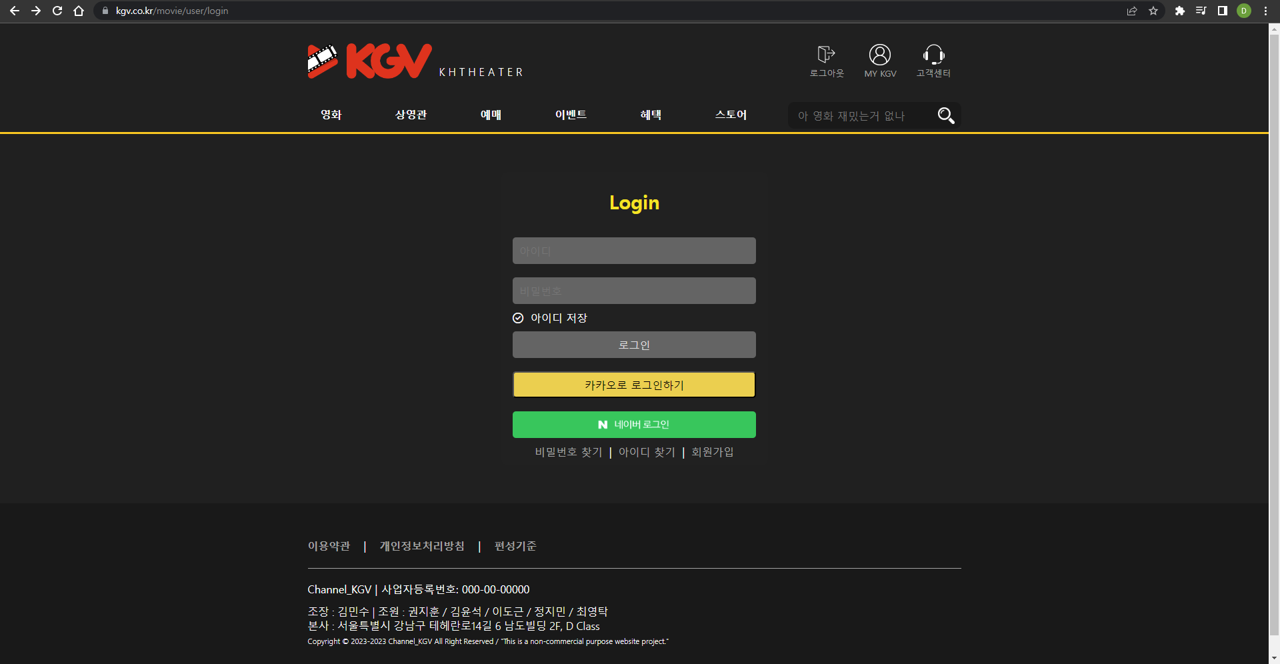 kgv.co.kr/movie/user/login
D
KGV KHTHEATER
로그아웃 MY KGV 고객센터
영화 상영관 예매 이벤트 혜택 스토어 아 영화 재밌는거 없나
Login
아이디
비밀번호
아이디 저장
로그인
카카오로 로그인하기
N 네이버 로그인
비밀번호 찾기 | 아이디 찾기 | 회원가입
이용약관 | 개인정보처리방침 | 편성기준
Channel_KGV | 사업자등록번호: 000-00-00000
조장 : 김민수 | 조원 : 권지훈 / 김윤석 / 이도근 / 정지민 / 최영탁
본사 : 서울특별시 강남구 테헤란로14길 6 남도빌딩 2F, D Class
Copyright © 2023-2023 Channel_KGV All Right Reserved / "This is a non-commercial purpose website project."